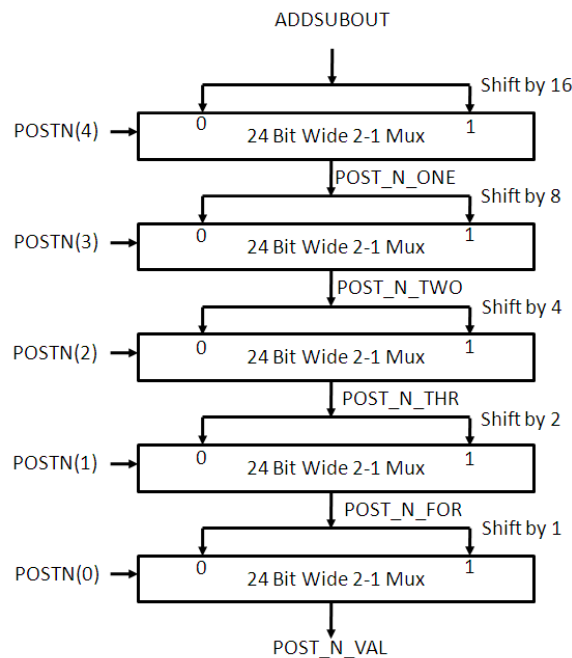 ADDSUBOUT
Shift by 16
POSTN(4)
0
24 Bit Wide 2-1 Mux
1
POST_N_ONE
Shift by 8
POSTN(3)
0
24 Bit Wide 2-1 Mux
1
POST_N_TWO
Shift by 4
POSTN(2)
0
24 Bit Wide 2-1 Mux
1
POST_N_THR
Shift by 2
POSTN(1)
0
24 Bit Wide 2-1 Mux
1
POST_N_FOR
Shift by 1
POSTN(0)
0
24 Bit Wide 2-1 Mux
1
POST_N_VAL